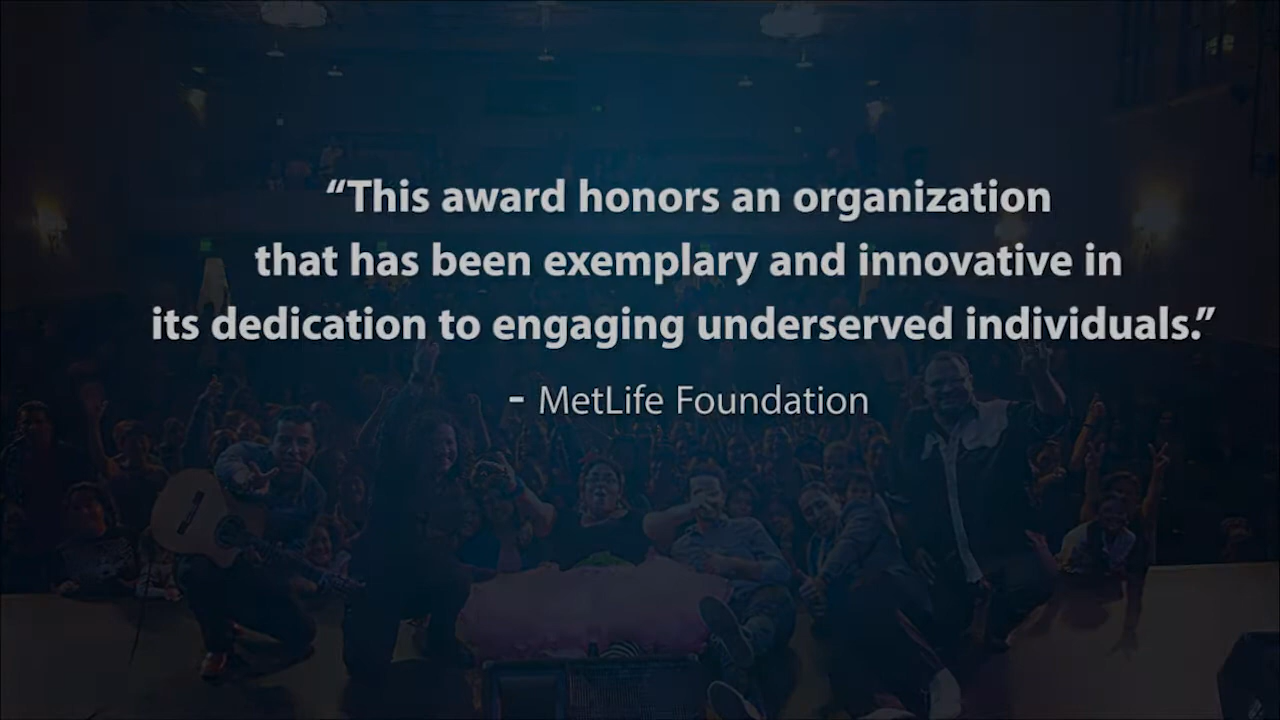 “This award honors an organization
that has been exemplary and innovative in
its dedication to engaging underserved individuals.”
- MetLife Foundation